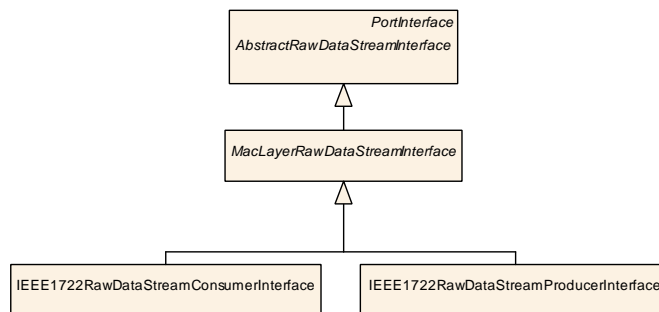 PortInterface
AbstractRawDataStreamInterface
MacLayerRawDataStreamInterface
IEEE1722RawDataStreamConsumerInterface
IEEE1722RawDataStreamProducerInterface